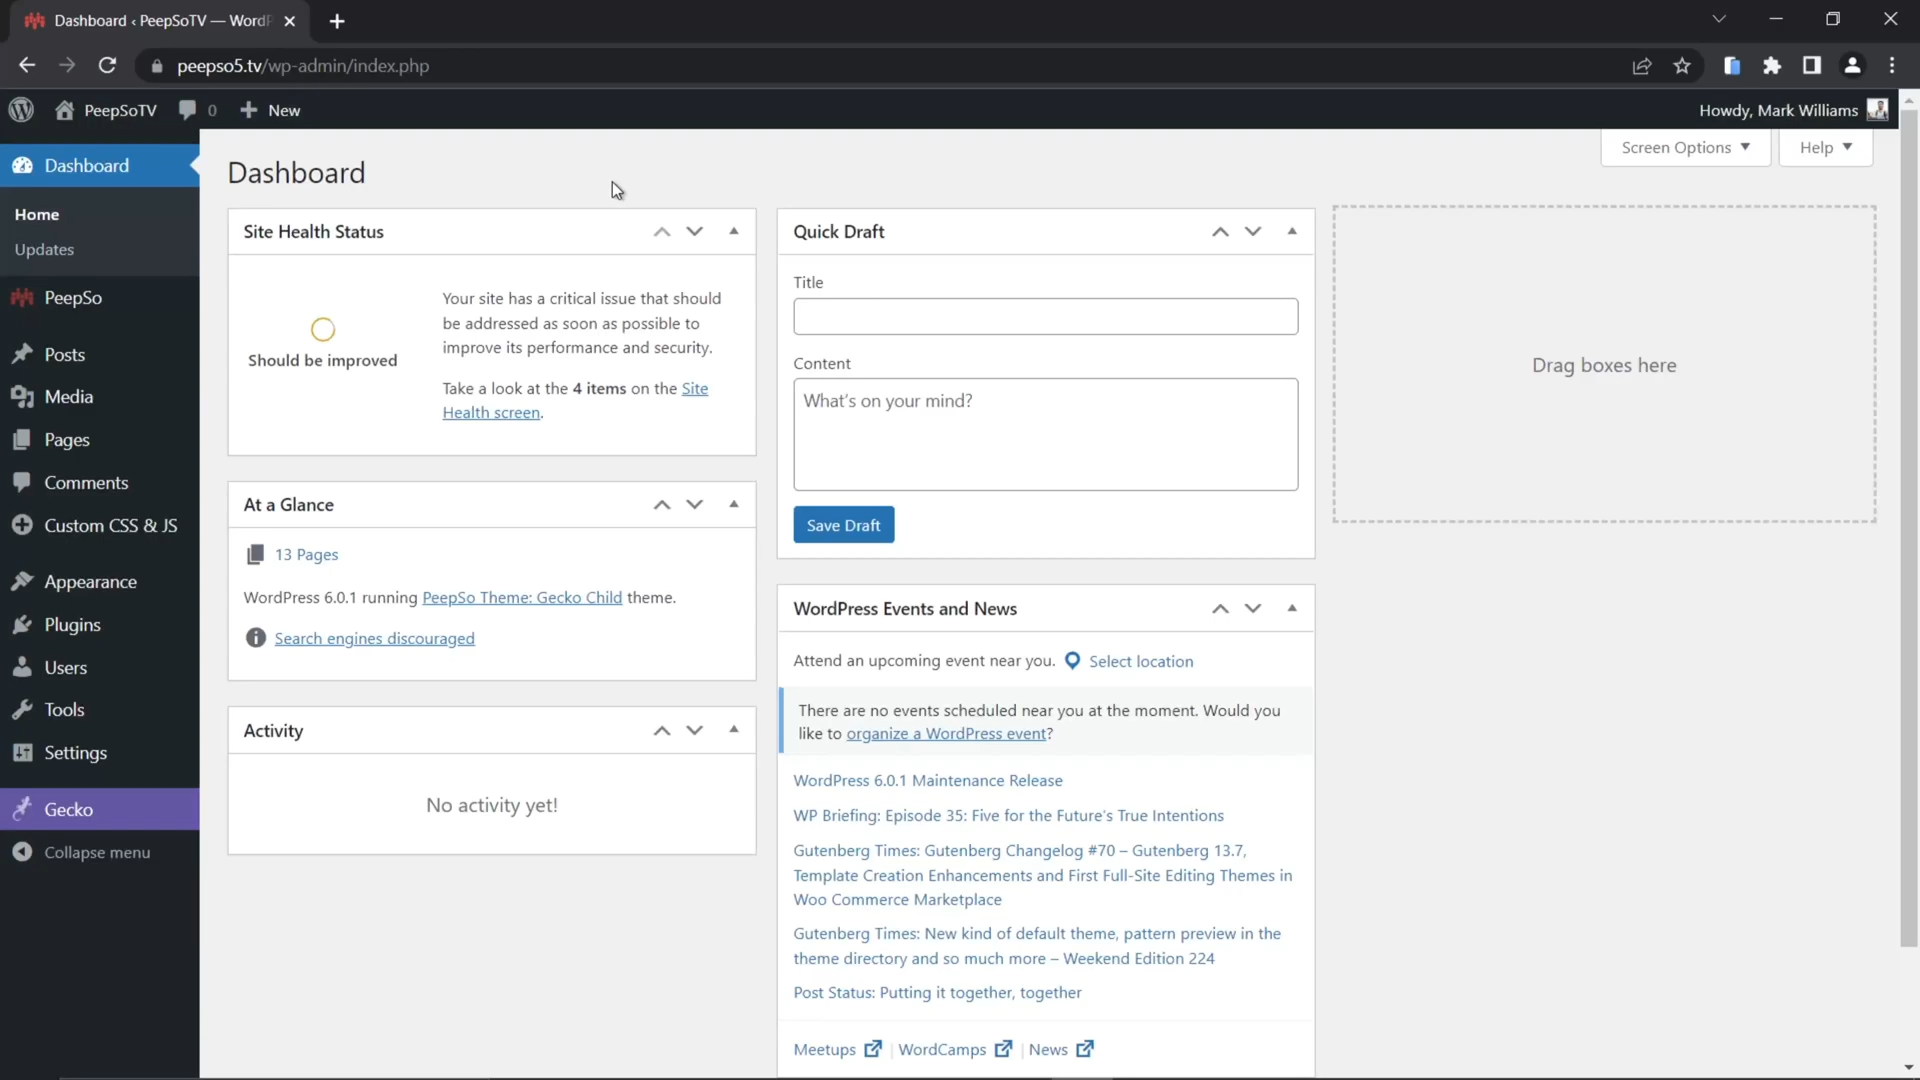 Dashboard ‹ PeepSoTV — WordP
peepso5.tv/wp-admin/index.php
PeepSoTV
0
New
Howdy, Mark Williams
Screen Options
Help
Dashboard
Home
Updates
PeepSo
Posts
Media
Pages
Comments
Custom CSS & JS
Appearance
Plugins
Users
Tools
Settings
Gecko
Collapse menu
Dashboard
Site Health Status
Should be improved
Your site has a critical issue that should
be addressed as soon as possible to
improve its performance and security.
Take a look at the 4 items on the Site
Health screen.
At a Glance
13 Pages
WordPress 6.0.1 running PeepSo Theme: Gecko Child theme.
Search engines discouraged
Activity
No activity yet!
Quick Draft
Title
Content
What's on your mind?
Save Draft
WordPress Events and News
Attend an upcoming event near you. Select location
There are no events scheduled near you at the moment. Would you
like to organize a WordPress event?
WordPress 6.0.1 Maintenance Release
WP Briefing: Episode 35: Five for the Future's True Intentions
Gutenberg Times: Gutenberg Changelog #70 – Gutenberg 13.7,
Template Creation Enhancements and First Full-Site Editing Themes in
Woo Commerce Marketplace
Gutenberg Times: New kind of default theme, pattern preview in the
theme directory and so much more – Weekend Edition 224
Post Status: Putting it together, together
Meetups | WordCamps | News
Drag boxes here